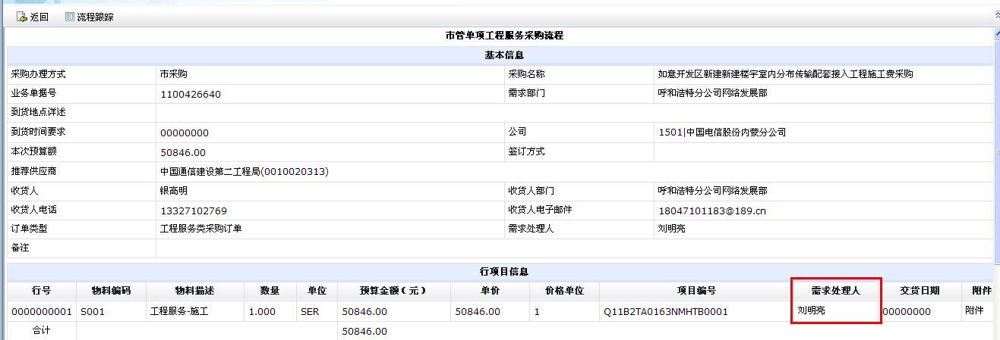 返回 流程跟踪
市管单项工程服务采购流程
基本信息
采购办理方式 市采购 采购名称 如意开发区新建新建楼宇室内分布传输配套接入工程施工费采购
业务单据号 1100426640 需求部门 呼和浩特分公司网络发展部
到货地点详述
到货时间要求 00000000 公司 1501|中国电信股份内蒙分公司
本次预算额 50846.00 签订方式
推荐供应商 中国通信建设第二工程局(0010020313)
收货人 银高明 收货人部门 呼和浩特分公司网络发展部
收货人电话 13327102769 收货人电子邮件 18047101183@189.cn
订单类型 工程服务类采购订单 需求处理人 刘明亮
备注
行项目信息
行号 物料编码 物料描述 数量 单位 预算金额（元） 单价 价格单位 项目编号 需求处理人 交货日期 附件
0000000001 S001 工程服务-施工 1.000 SER 50846.00 50846.00 1 Q11B2TA0163NMHTB0001 刘明亮 00000000 附件
合计 50846.00